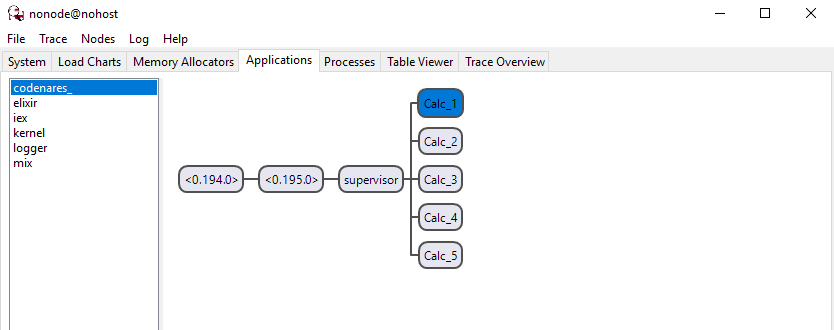 nonode@nohost
File Trace Nodes Log Help
System Load Charts Memory Allocators Applications Processes Table Viewer Trace Overview
codenares_
elixir
iex
kernel
logger
mix
Calc_1
Calc_2
<0.194.0> <0.195.0> supervisor Calc_3
Calc_4
Calc_5